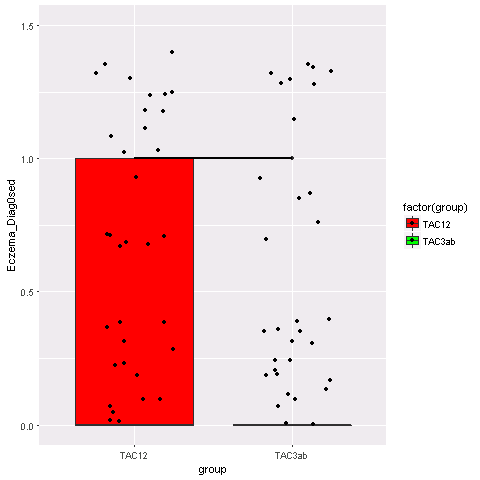 1.5
1.0
0.5
0.0
Eczema_Diag0sed
TAC12
TAC3ab
group
factor(group)
TAC12
TAC3ab